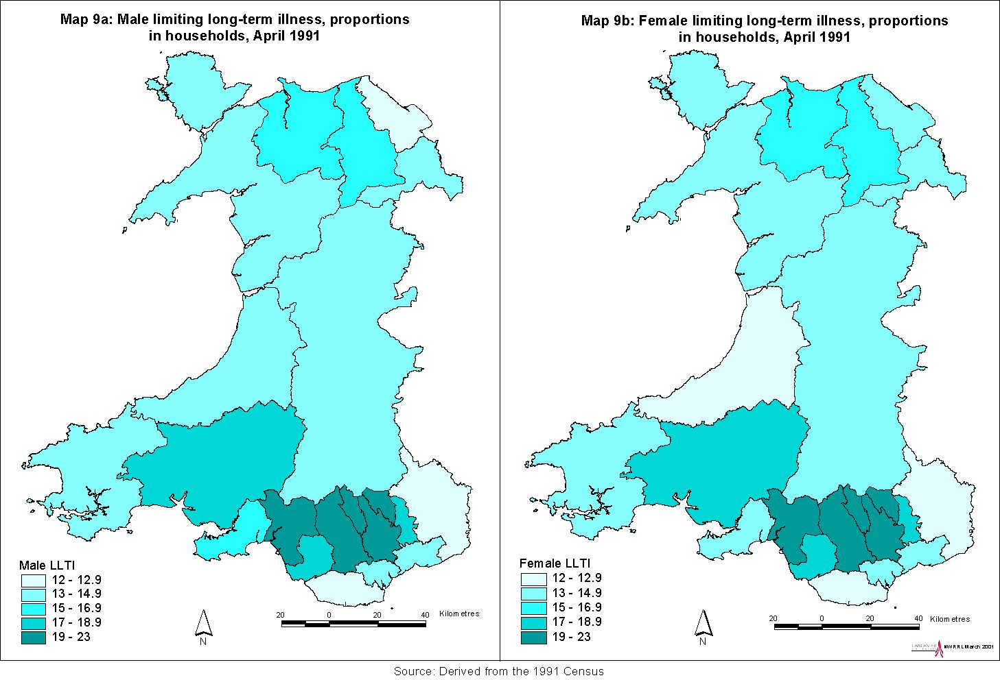 Map 9a: Male limiting long-term illness, proportions
in households, April 1991
Male LLTI
12 - 12.9
13 - 14.9
15 - 16.9
17 - 18.9
19 - 23
N
20 0 20 40 Kilometres
Map 9b: Female limiting long-term illness, proportions
in households, April 1991
Female LLTI
12 - 12.9
13 - 14.9
15 - 16.9
17 - 18.9
19 - 23
N
20 0 20 40 Kilometres
LANCASTER
UNIVERSITY
NWRRL March 2001
Source: Derived from the 1991 Census